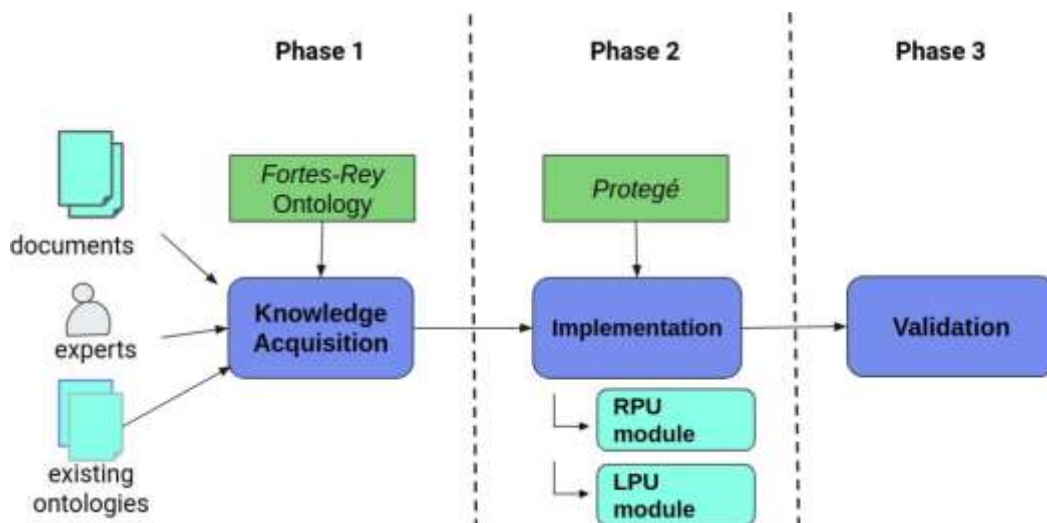 Phase 1
Phase 2
Phase 3
documents
experts
existing
ontologies
Fortes-Rey
Ontology
Knowledge
Acquisition
Protegé
Implementation
RPU
module
LPU
module
Validation